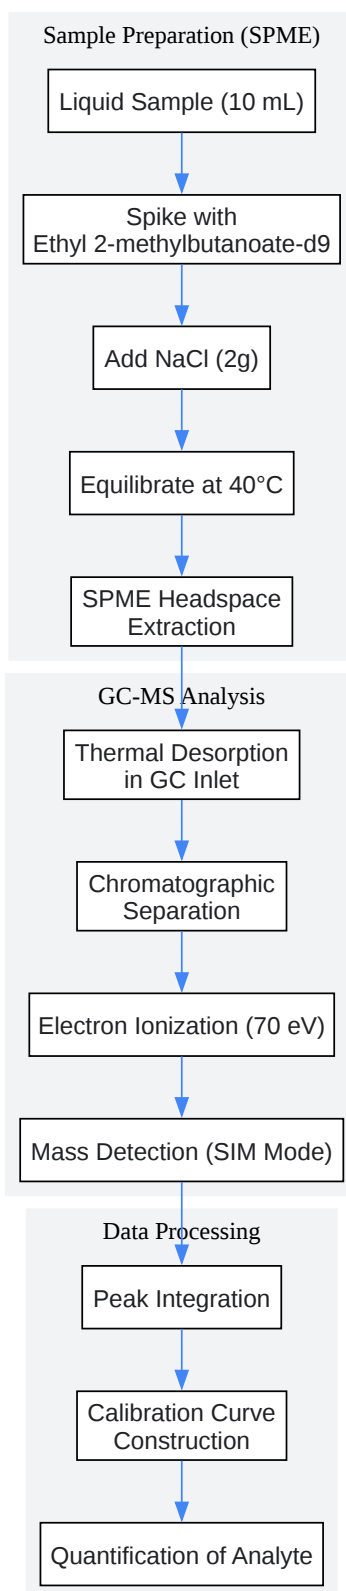 Sample Preparation (SPME)
Liquid Sample (10 mL)
Spike with
Ethyl 2-methylbutanoate-d9
Add NaCl (2g)
Equilibrate at 40°C
SPME Headspace
Extraction
GC-MS Analysis
Thermal Desorption
in GC Inlet
Chromatographic
Separation
Electron Ionization (70 eV)
Mass Detection (SIM Mode)
Data Processing
Peak Integration
Calibration Curve
Construction
Quantification of Analyte